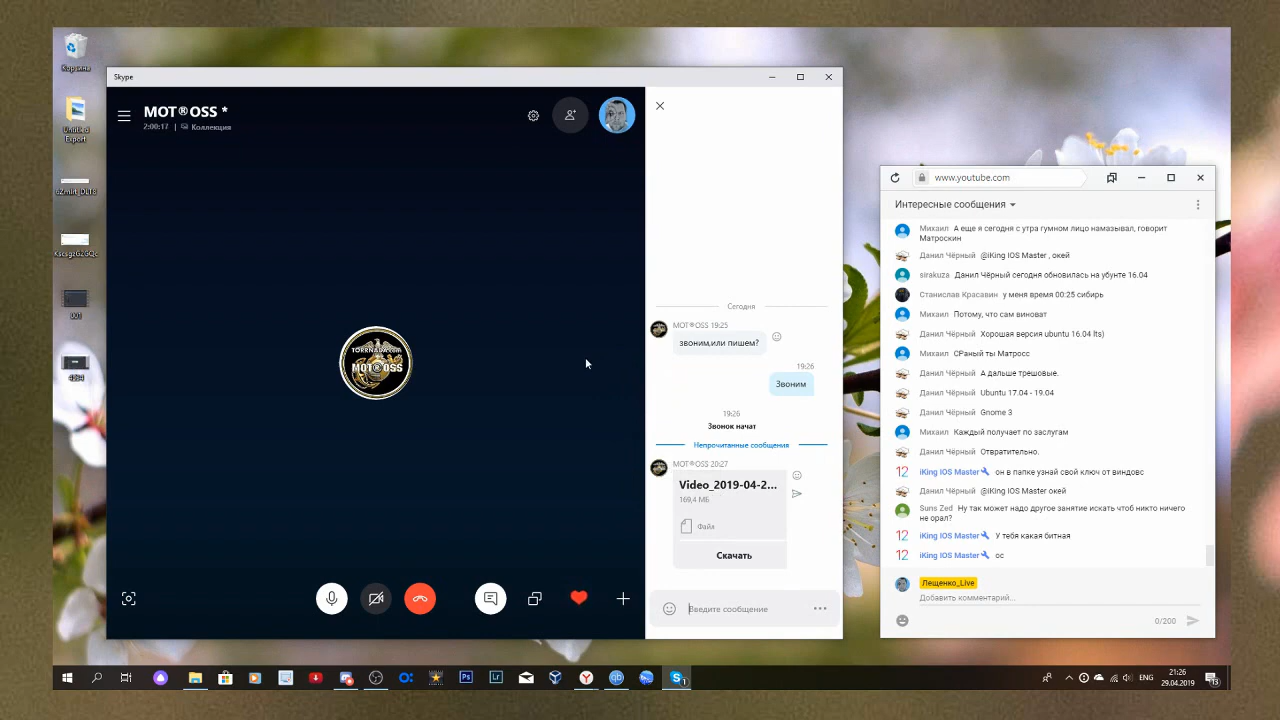 Корзина
Export
Skype
MOT®OSS *
2:00:17 | Коллекция
TORRNADA.com
MOT®OSS
Сегодня
MOT®OSS 19:25
звоним,или пишем?
19:26
Звоним
19:26
Звонок начат
Непрочитанные сообщения
MOT®OSS 20:27
Video_2019-04-2...
169,4 МБ
Файл
Скачать
Введите сообщение
www.youtube.com
Интересные сообщения
Михаил А еще я сегодня с утра гумном лицо намазывал, говорит
Матроскин
Данил Чёрный @iKing IOS Master , окей
sirakuza Данил Чёрный сегодня обновилась на убунте 16.04
Станислав Красавин у меня время 00:25 сибирь
Михаил Потому, что сам виноват
Данил Чёрный Хорошая версия ubuntu 16.04 lts)
Михаил СРаный ты Матросс
Данил Чёрный А дальше трешовые.
Данил Чёрный Ubuntu 17.04 - 19.04
Данил Чёрный Gnome 3
Михаил Каждый получает по заслугам
Данил Чёрный Отвратительно.
12 iKing IOS Master он в папке узнай свой ключ от виндовс
Данил Чёрный @iKing IOS Master окей
Suns Zed Ну так может надо другое занятие искать чтоб никто ничего
не орал?
12 iKing IOS Master У тебя какая битная
12 iKing IOS Master ос
Лещенко_Live
Добавить комментарий...
0/200
Ps
Lr
qb
1
ENG
21:26
29.04.2019
13